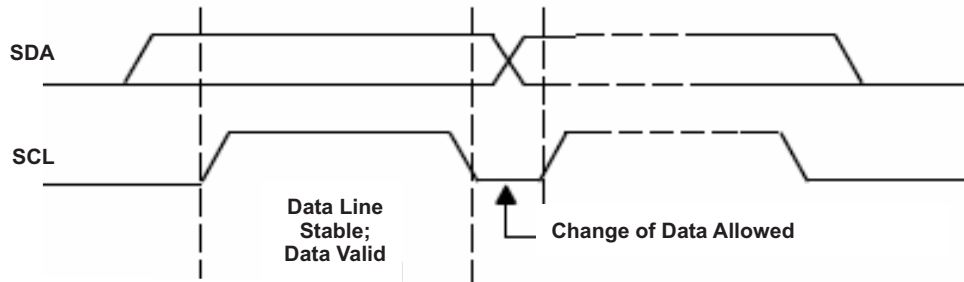 SDA
SCL
Data Line
Stable;
Data Valid
Change of Data Allowed